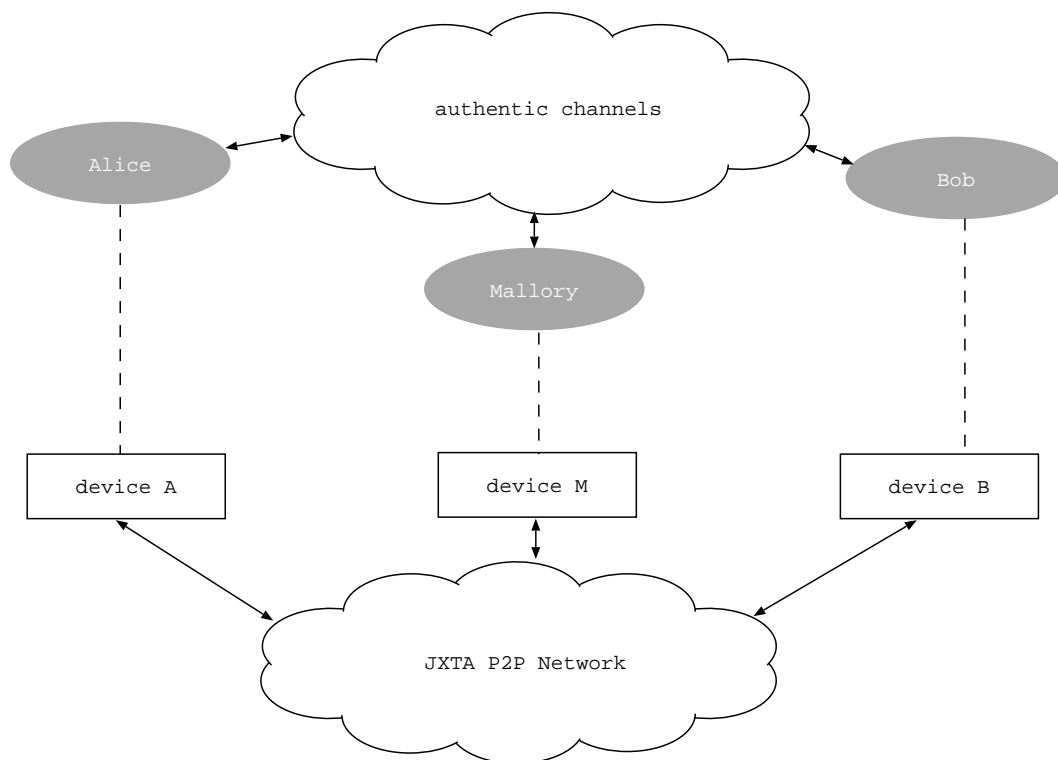 authentic channels
Alice
Bob
Mallory
device A
device M
device B
JXTA P2P Network